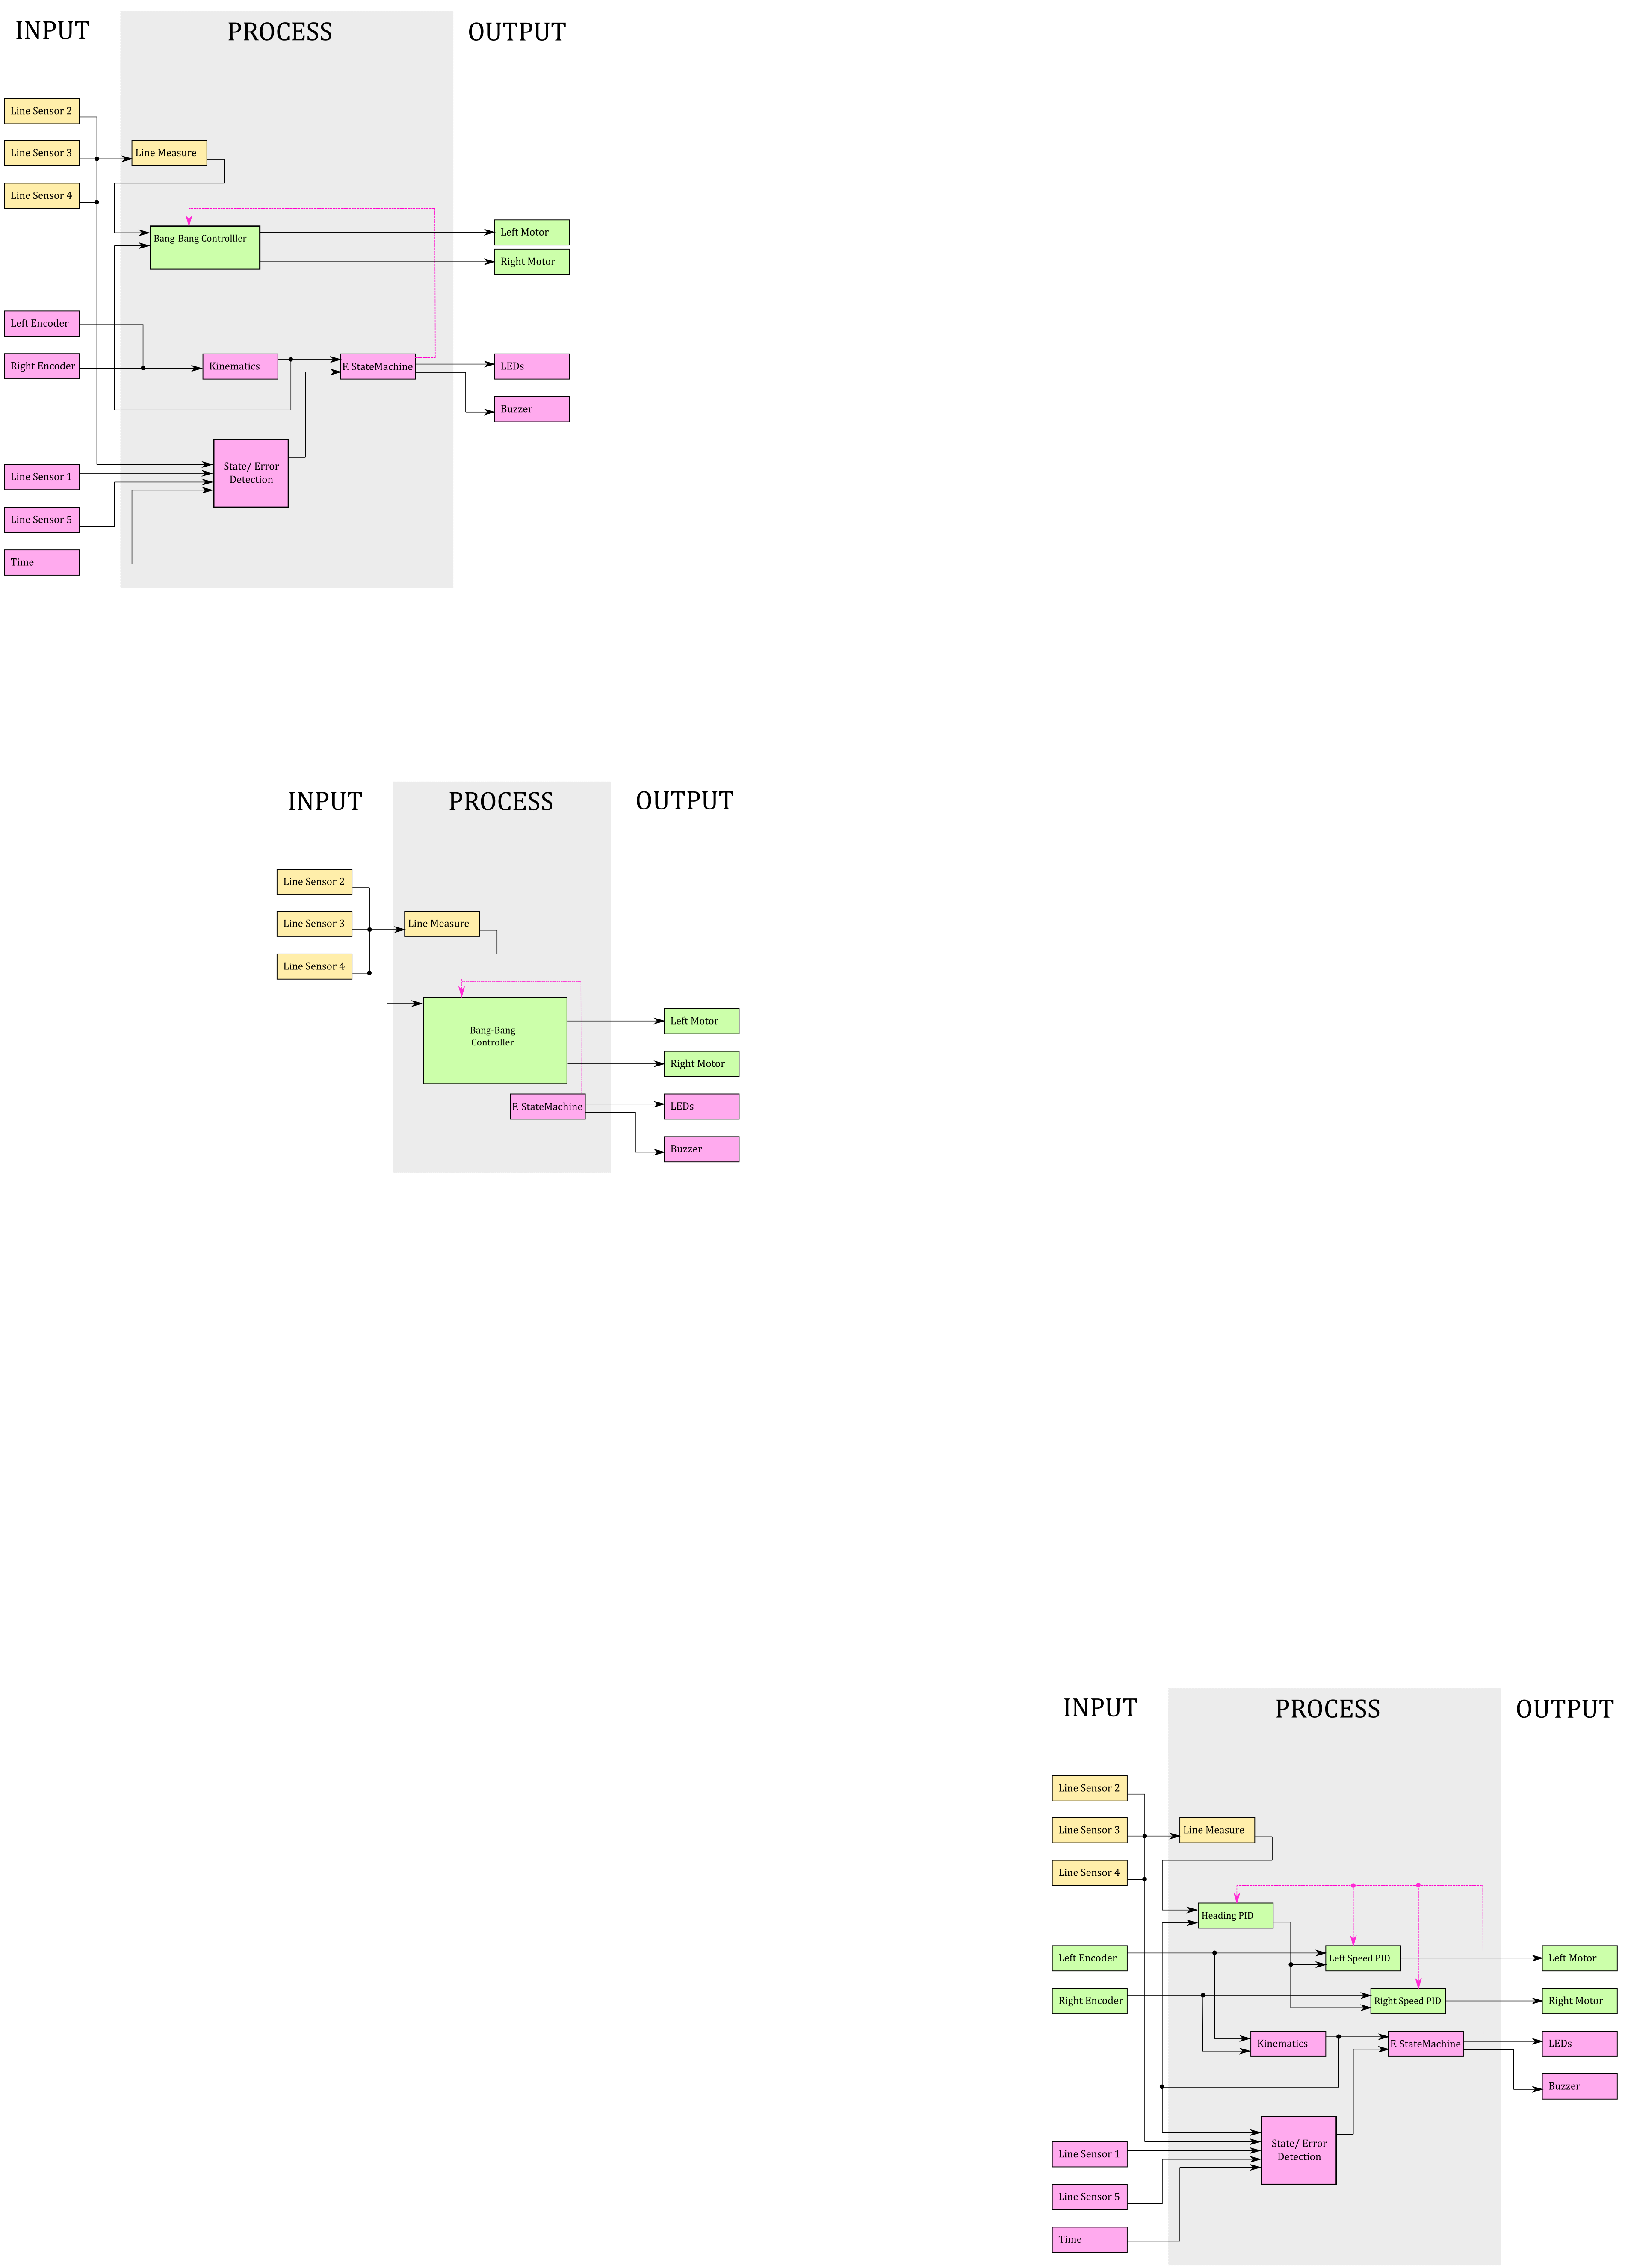 INPUT
PROCESS
OUTPUT
Line Sensor 2
Line Sensor 3
Line Measure
Line Sensor 4
Bang-Bang Controlller
Left Motor
Right Motor
Left Encoder
Right Encoder
Kinematics
F. StateMachine
LEDs
Buzzer
State/ Error
Detection
Line Sensor 1
Line Sensor 5
Time
INPUT
PROCESS
OUTPUT
Line Sensor 2
Line Sensor 3
Line Measure
Line Sensor 4
Bang-Bang
Controller
Left Motor
Right Motor
F. StateMachine
LEDs
Buzzer
INPUT
PROCESS
OUTPUT
Line Sensor 2
Line Sensor 3
Line Measure
Line Sensor 4
Heading PID
Left Encoder
Left Speed PID
Left Motor
Right Encoder
Right Speed PID
Right Motor
Kinematics
F. StateMachine
LEDs
Buzzer
State/ Error
Detection
Line Sensor 1
Line Sensor 5
Time